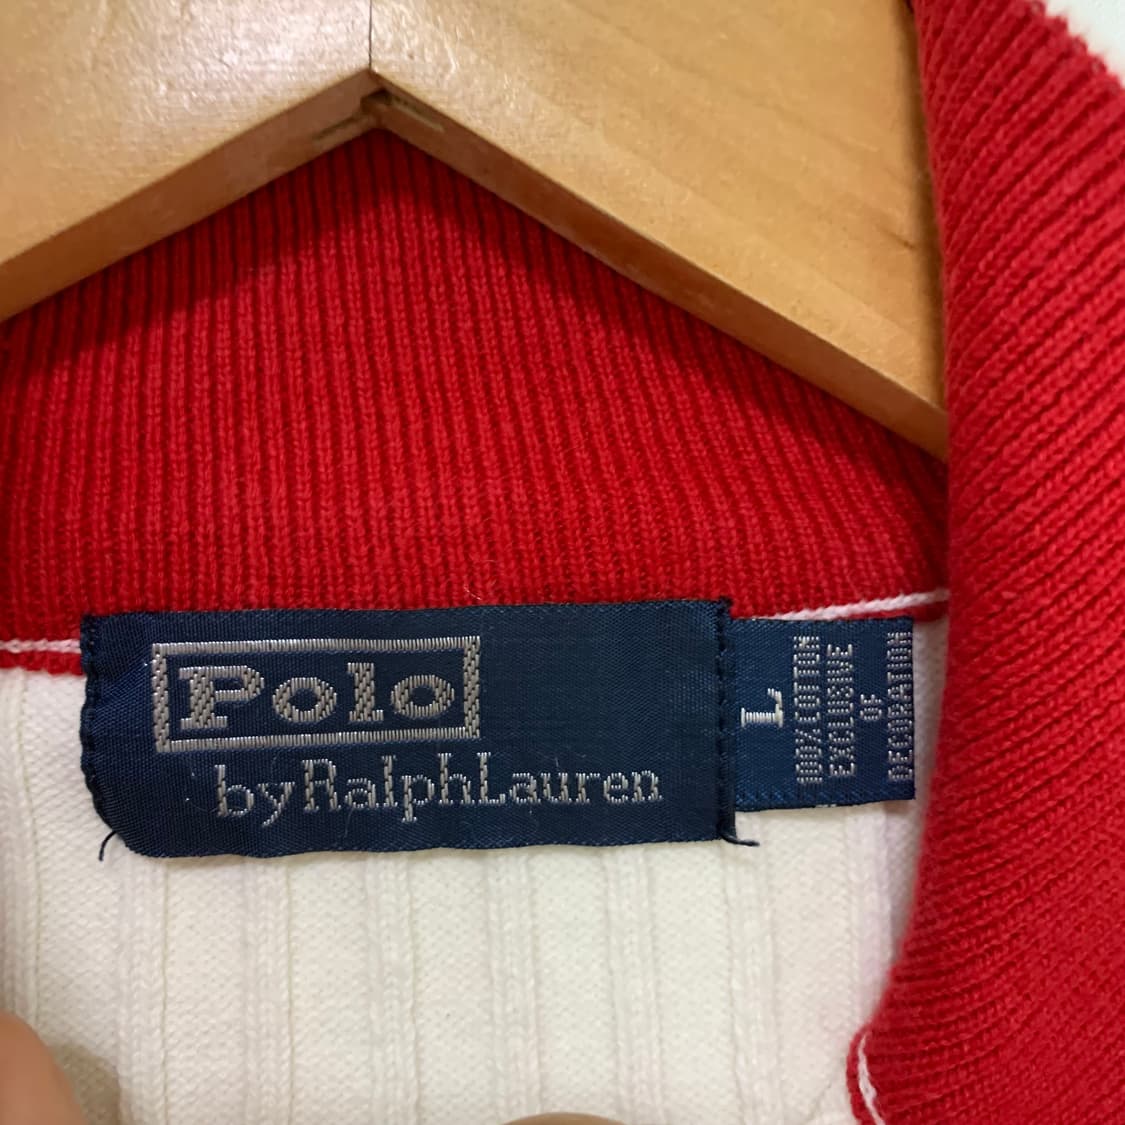 Polo
by Ralph Lauren
L
100% COTTON
EXCLUSIVE
OF
DECORATION